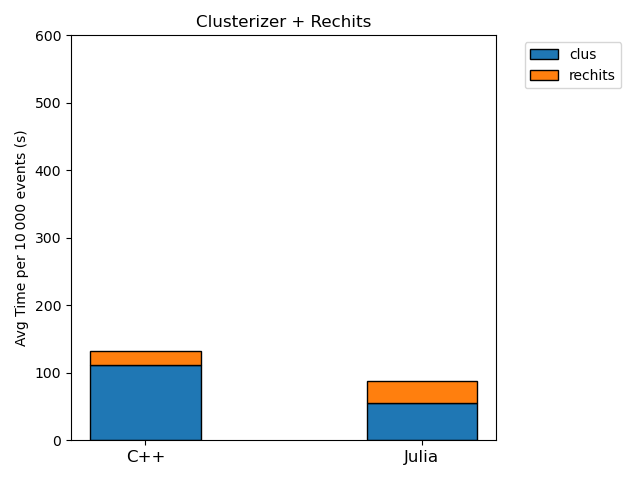 Clusterizer + Rechits
clus
rechits
Avg Time per 10 000 events (s)
600
500
400
300
200
100
0
C++
Julia